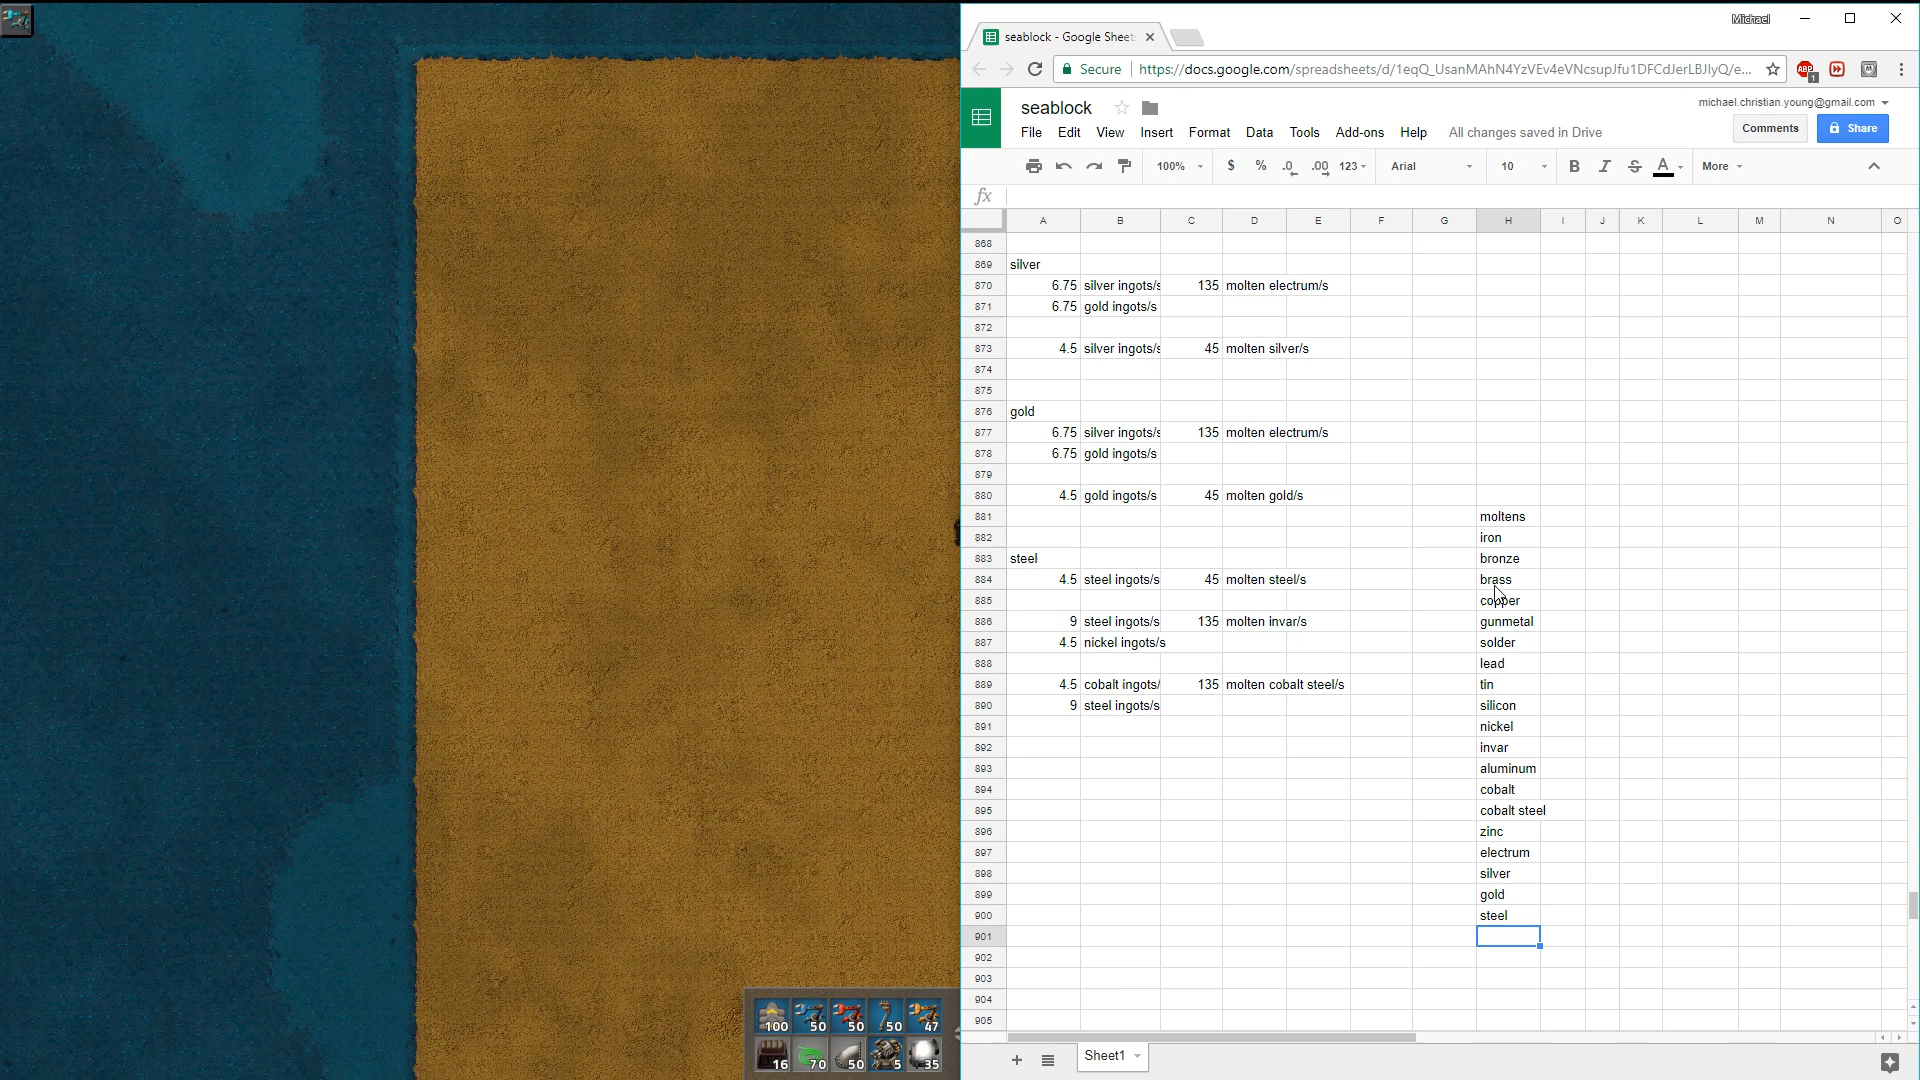 Michael
seablock - Google Sheets
Secure https://docs.google.com/spreadsheets/d/1eqQ_UsanMAhN4YzVEv4eVNcsupJfu1DFCdJerLBJIyQ/e...
ABP
1
seablock
michael.christian.young@gmail.com
File Edit View Insert Format Data Tools Add-ons Help All changes saved in Drive
Comments Share
100% $ % .0 .00 123 Arial 10 B I S A More
fx
A B C D E F G H I J K L M N O
868
869 silver
870 6.75 silver ingots/s 135 molten electrum/s
871 6.75 gold ingots/s
872
873 4.5 silver ingots/s 45 molten silver/s
874
875
876 gold
877 6.75 silver ingots/s 135 molten electrum/s
878 6.75 gold ingots/s
879
880 4.5 gold ingots/s 45 molten gold/s
881 moltens
882 iron
883 steel bronze
884 4.5 steel ingots/s 45 molten steel/s brass
885 copper
886 9 steel ingots/s 135 molten invar/s gunmetal
887 4.5 nickel ingots/s solder
888 lead
889 4.5 cobalt ingots/ 135 molten cobalt steel/s tin
890 9 steel ingots/s silicon
891 nickel
892 invar
893 aluminum
894 cobalt
895 cobalt steel
896 zinc
897 electrum
898 silver
899 gold
900 steel
901
902
903
904
905
100 50 50 50 47
16 70 50 5 35
+ Sheet1